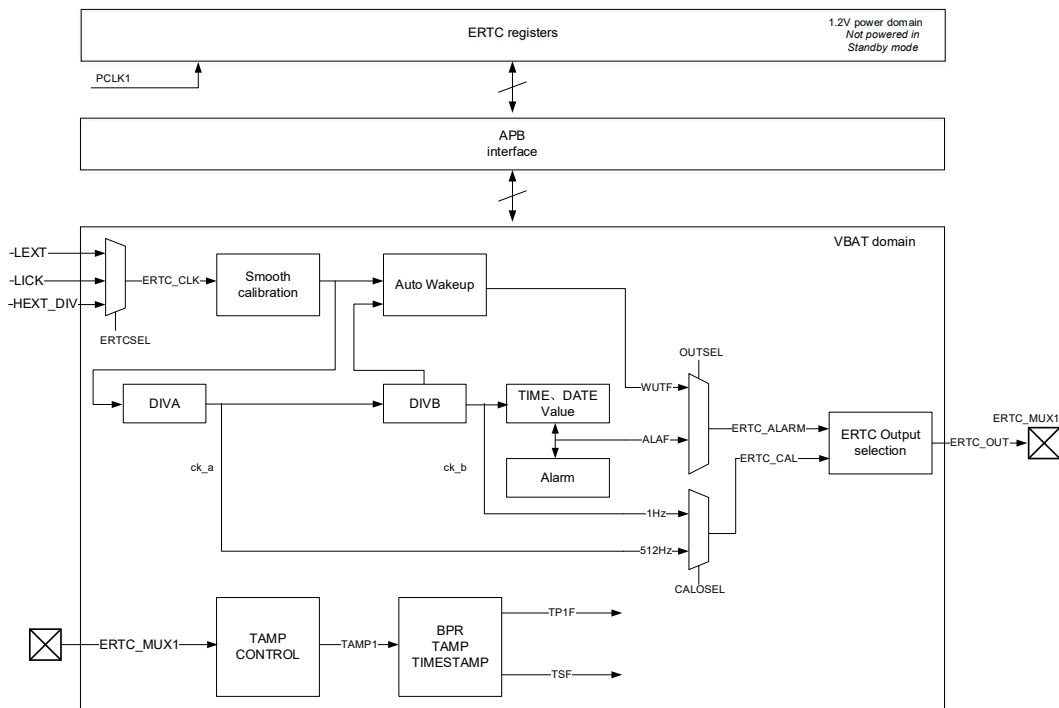 ERTC registers
1.2V power domain
Not powered in
Standby mode
PCLK1
APB
interface
VBAT domain
LEXT
LICK
HEXT_DIV
ERTCSEL
ERTC_CLK
Smooth
calibration
Auto Wakeup
DIVA
DIVB
TIME、DATE
Value
Alarm
ck_a
ck_b
OUTSEL
WUTF
ALAF
1Hz
512Hz
CALOSEL
ERTC_ALARM
ERTC_CAL
ERTC Output
selection
ERTC_OUT
ERTC_MUX1
ERTC_MUX1
TAMP
CONTROL
TAMP1
BPR
TAMP
TIMESTAMP
TP1F
TSF